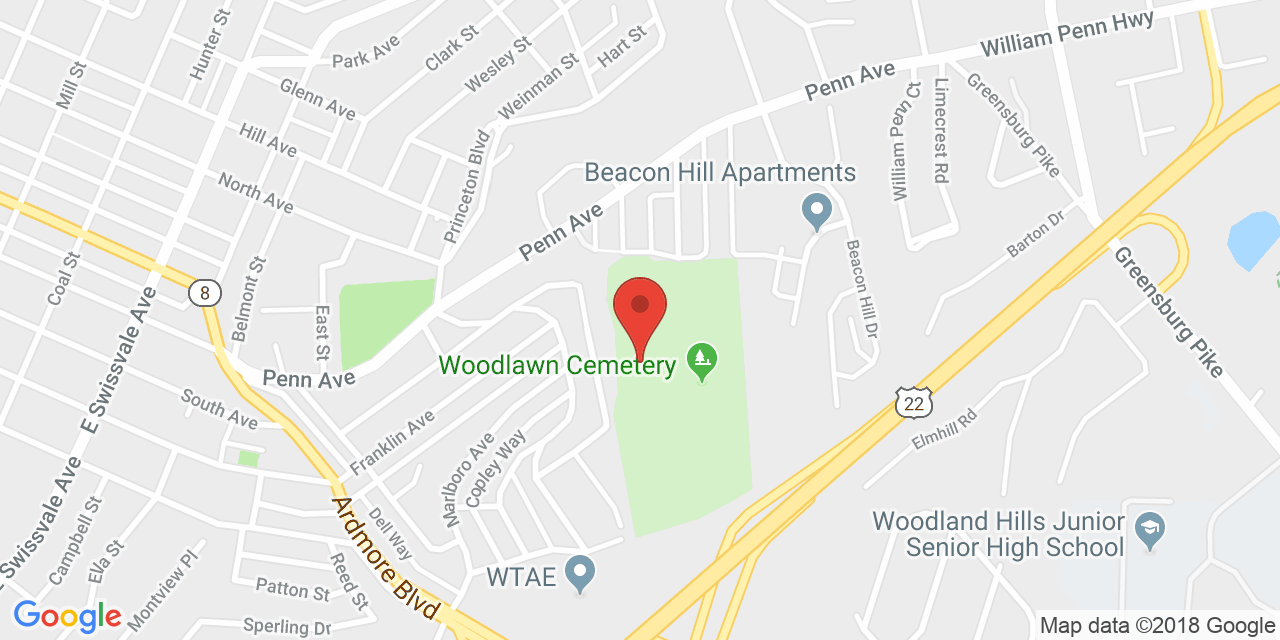 Hunter St
Park Ave
Clark St
Wesley St
Hart St
Weinman St
William Penn Hwy
Penn Ave
Mill St
Glenn Ave
Hill Ave
North Ave
Princeton Blvd
Penn Ave
William Penn Ct
Limecrest Rd
Greensburg Pike
Beacon Hill Apartments
Barton Dr
Beacon Hill Dr
Greensburg Pike
Coal St
8
Belmont St
East St
E Swissvale Ave
Penn Ave
Woodlawn Cemetery
22
South Ave
Franklin Ave
Marlboro Ave
Copley Way
Elmhill Rd
E Swissvale Ave
Campbell St
Ella St
Montview Pl
Ardmore Blvd
Dell Way
Reed St
Patton St
Sperling Dr
WTAE
Woodland Hills Junior
Senior High School
Google
Map data ©2018 Google